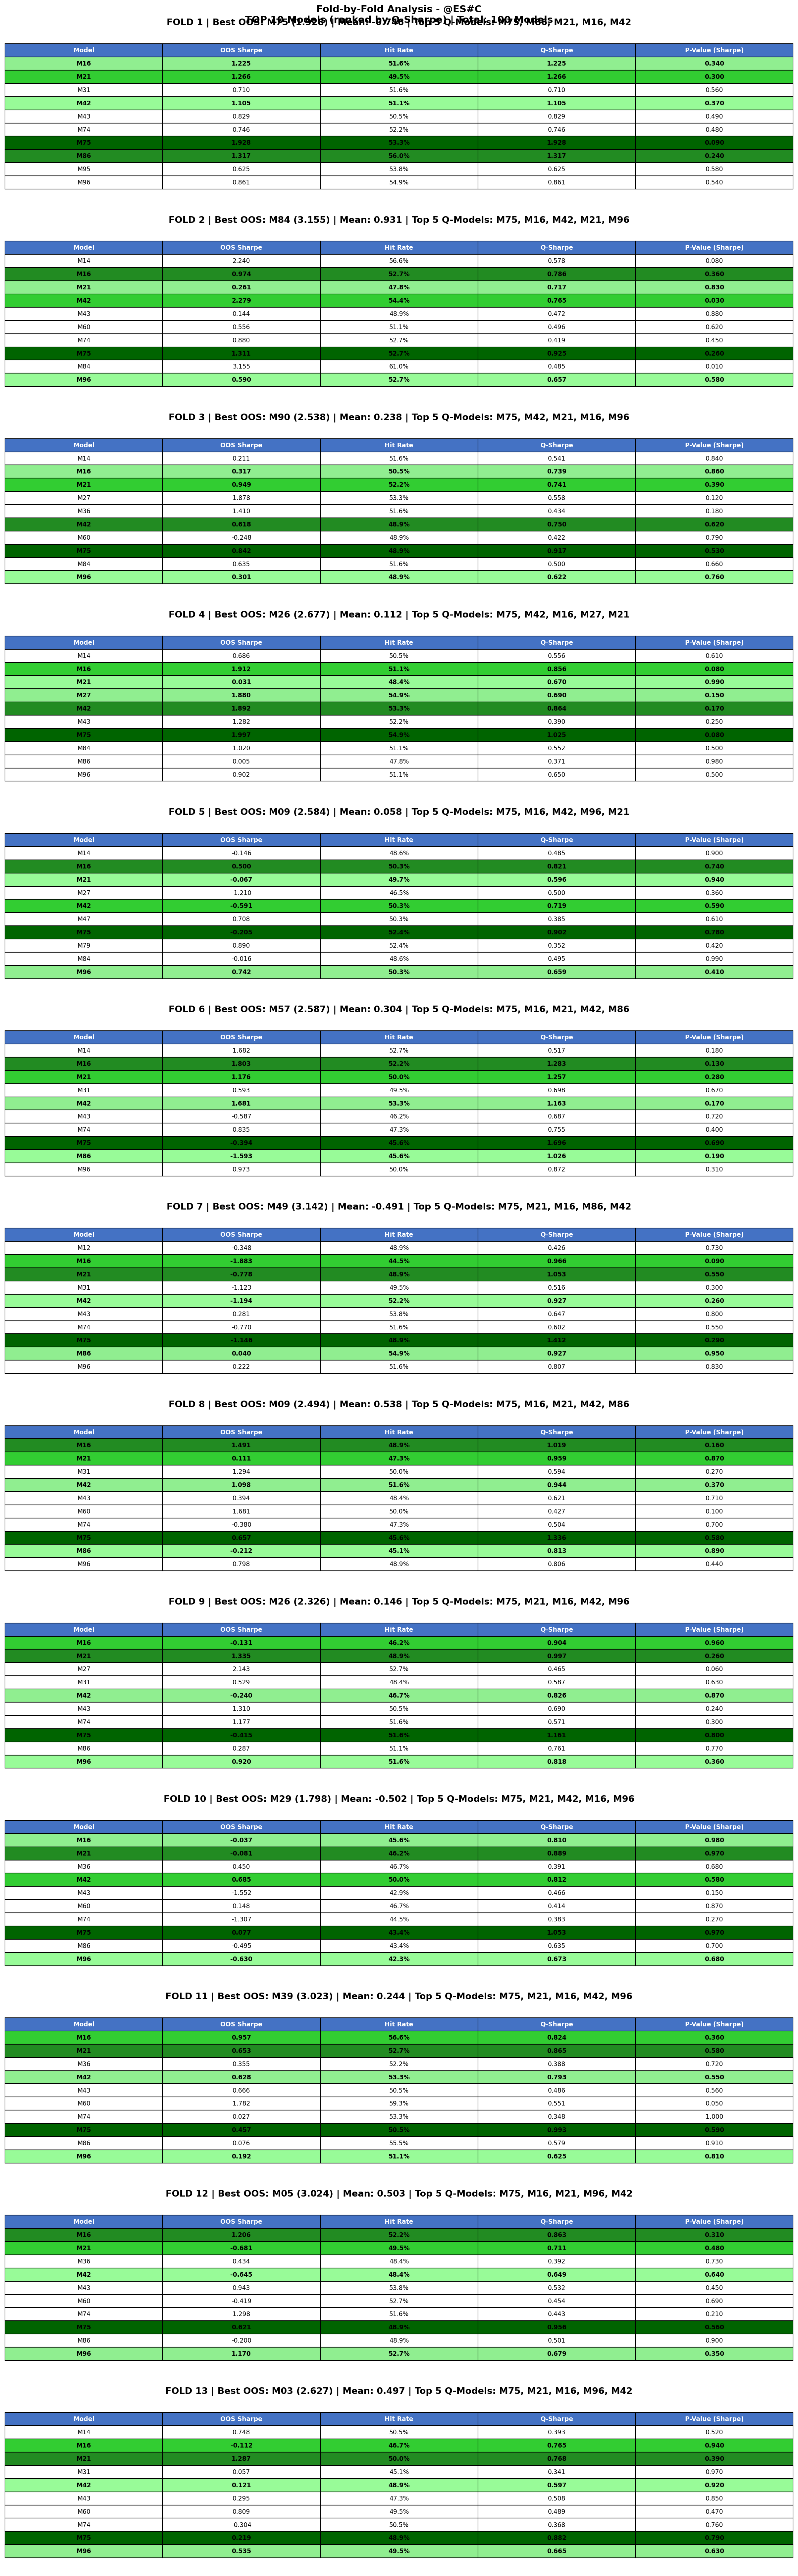 Fold-by-Fold Analysis - @ES#C
TOP 10 Models (ranked by Q-Sharpe) | Total: 100 Models
FOLD 1 | Best OOS: M75 (1.928) | Mean: -0.746 | Top 5 Q-Models: M75, M86, M21, M16, M42
Model OOS Sharpe Hit Rate Q-Sharpe P-Value (Sharpe)
M16 1.225 51.6% 1.225 0.340
M21 1.266 49.5% 1.266 0.300
M31 0.710 51.6% 0.710 0.560
M42 1.105 51.1% 1.105 0.370
M43 0.829 50.5% 0.829 0.490
M74 0.746 52.2% 0.746 0.480
M75 1.928 53.3% 1.928 0.090
M86 1.317 56.0% 1.317 0.240
M95 0.625 53.8% 0.625 0.580
M96 0.861 54.9% 0.861 0.540
FOLD 2 | Best OOS: M84 (3.155) | Mean: 0.931 | Top 5 Q-Models: M75, M16, M42, M21, M96
Model OOS Sharpe Hit Rate Q-Sharpe P-Value (Sharpe)
M14 2.240 56.6% 0.578 0.080
M16 0.974 52.7% 0.786 0.360
M21 0.261 47.8% 0.717 0.830
M42 2.279 54.4% 0.765 0.030
M43 0.144 48.9% 0.472 0.880
M60 0.556 51.1% 0.496 0.620
M74 0.880 52.7% 0.419 0.450
M75 1.311 52.7% 0.925 0.260
M84 3.155 61.0% 0.485 0.010
M96 0.590 52.7% 0.657 0.580
FOLD 3 | Best OOS: M90 (2.538) | Mean: 0.238 | Top 5 Q-Models: M75, M42, M21, M16, M96
Model OOS Sharpe Hit Rate Q-Sharpe P-Value (Sharpe)
M14 0.211 51.6% 0.541 0.840
M16 0.317 50.5% 0.739 0.860
M21 0.949 52.2% 0.741 0.390
M27 1.878 53.3% 0.558 0.120
M36 1.410 51.6% 0.434 0.180
M42 0.618 48.9% 0.750 0.620
M60 -0.248 48.9% 0.422 0.790
M75 0.842 48.9% 0.917 0.530
M84 0.635 51.6% 0.500 0.660
M96 0.301 48.9% 0.622 0.760
FOLD 4 | Best OOS: M26 (2.677) | Mean: 0.112 | Top 5 Q-Models: M75, M42, M16, M27, M21
Model OOS Sharpe Hit Rate Q-Sharpe P-Value (Sharpe)
M14 0.686 50.5% 0.556 0.610
M16 1.912 51.1% 0.856 0.080
M21 0.031 48.4% 0.670 0.990
M27 1.880 54.9% 0.690 0.150
M42 1.892 53.3% 0.864 0.170
M43 1.282 52.2% 0.390 0.250
M75 1.997 54.9% 1.025 0.080
M84 1.020 51.1% 0.552 0.500
M86 0.005 47.8% 0.371 0.980
M96 0.902 51.1% 0.650 0.500
FOLD 5 | Best OOS: M09 (2.584) | Mean: 0.058 | Top 5 Q-Models: M75, M16, M42, M96, M21
Model OOS Sharpe Hit Rate Q-Sharpe P-Value (Sharpe)
M14 -0.146 48.6% 0.485 0.900
M16 0.500 50.3% 0.821 0.740
M21 -0.067 49.7% 0.596 0.940
M27 -1.210 46.5% 0.500 0.360
M42 -0.591 50.3% 0.719 0.590
M47 0.708 50.3% 0.385 0.610
M75 -0.205 52.4% 0.902 0.780
M79 0.890 52.4% 0.352 0.420
M84 -0.016 48.6% 0.495 0.990
M96 0.742 50.3% 0.659 0.410
FOLD 6 | Best OOS: M57 (2.587) | Mean: 0.304 | Top 5 Q-Models: M75, M16, M21, M42, M86
Model OOS Sharpe Hit Rate Q-Sharpe P-Value (Sharpe)
M14 1.682 52.7% 0.517 0.180
M16 1.803 52.2% 1.283 0.130
M21 1.176 50.0% 1.257 0.280
M31 0.593 49.5% 0.698 0.670
M42 1.681 53.3% 1.163 0.170
M43 -0.587 46.2% 0.687 0.720
M74 0.835 47.3% 0.755 0.400
M75 -0.394 45.6% 1.696 0.690
M86 -1.593 45.6% 1.026 0.190
M96 0.973 50.0% 0.872 0.310
FOLD 7 | Best OOS: M49 (3.142) | Mean: -0.491 | Top 5 Q-Models: M75, M21, M16, M86, M42
Model OOS Sharpe Hit Rate Q-Sharpe P-Value (Sharpe)
M12 -0.348 48.9% 0.426 0.730
M16 -1.883 44.5% 0.966 0.090
M21 -0.778 48.9% 1.053 0.550
M31 -1.123 49.5% 0.516 0.300
M42 -1.194 52.2% 0.927 0.260
M43 0.281 53.8% 0.647 0.800
M74 -0.770 51.6% 0.602 0.550
M75 -1.146 48.9% 1.412 0.290
M86 0.040 54.9% 0.927 0.950
M96 0.222 51.6% 0.807 0.830
FOLD 8 | Best OOS: M09 (2.494) | Mean: 0.538 | Top 5 Q-Models: M75, M16, M21, M42, M86
Model OOS Sharpe Hit Rate Q-Sharpe P-Value (Sharpe)
M16 1.491 48.9% 1.019 0.160
M21 0.111 47.3% 0.959 0.870
M31 1.294 50.0% 0.594 0.270
M42 1.098 51.6% 0.944 0.370
M43 0.394 48.4% 0.621 0.710
M60 1.681 50.0% 0.427 0.100
M74 -0.380 47.3% 0.504 0.700
M75 0.657 45.6% 1.336 0.580
M86 -0.212 45.1% 0.813 0.890
M96 0.798 48.9% 0.806 0.440
FOLD 9 | Best OOS: M26 (2.326) | Mean: 0.146 | Top 5 Q-Models: M75, M21, M16, M42, M96
Model OOS Sharpe Hit Rate Q-Sharpe P-Value (Sharpe)
M16 -0.131 46.2% 0.904 0.960
M21 1.335 48.9% 0.997 0.260
M27 2.143 52.7% 0.465 0.060
M31 0.529 48.4% 0.587 0.630
M42 -0.240 46.7% 0.826 0.870
M43 1.310 50.5% 0.690 0.240
M74 1.177 51.6% 0.571 0.300
M75 -0.415 51.6% 1.161 0.800
M86 0.287 51.1% 0.761 0.770
M96 0.920 51.6% 0.818 0.360
FOLD 10 | Best OOS: M29 (1.798) | Mean: -0.502 | Top 5 Q-Models: M75, M21, M42, M16, M96
Model OOS Sharpe Hit Rate Q-Sharpe P-Value (Sharpe)
M16 -0.037 45.6% 0.810 0.980
M21 -0.081 46.2% 0.889 0.970
M36 0.450 46.7% 0.391 0.680
M42 0.685 50.0% 0.812 0.580
M43 -1.552 42.9% 0.466 0.150
M60 0.148 46.7% 0.414 0.870
M74 -1.307 44.5% 0.383 0.270
M75 0.077 43.4% 1.053 0.970
M86 -0.495 43.4% 0.635 0.700
M96 -0.630 42.3% 0.673 0.680
FOLD 11 | Best OOS: M39 (3.023) | Mean: 0.244 | Top 5 Q-Models: M75, M21, M16, M42, M96
Model OOS Sharpe Hit Rate Q-Sharpe P-Value (Sharpe)
M16 0.957 56.6% 0.824 0.360
M21 0.653 52.7% 0.865 0.580
M36 0.355 52.2% 0.388 0.720
M42 0.628 53.3% 0.793 0.550
M43 0.666 50.5% 0.486 0.560
M60 1.782 59.3% 0.551 0.050
M74 0.027 53.3% 0.348 1.000
M75 0.457 50.5% 0.993 0.590
M86 0.076 55.5% 0.579 0.910
M96 0.192 51.1% 0.625 0.810
FOLD 12 | Best OOS: M05 (3.024) | Mean: 0.503 | Top 5 Q-Models: M75, M16, M21, M96, M42
Model OOS Sharpe Hit Rate Q-Sharpe P-Value (Sharpe)
M16 1.206 52.2% 0.863 0.310
M21 -0.681 49.5% 0.711 0.480
M36 0.434 48.4% 0.392 0.730
M42 -0.645 48.4% 0.649 0.640
M43 0.943 53.8% 0.532 0.450
M60 -0.419 52.7% 0.454 0.690
M74 1.298 51.6% 0.443 0.210
M75 0.621 48.9% 0.956 0.560
M86 -0.200 48.9% 0.501 0.900
M96 1.170 52.7% 0.679 0.350
FOLD 13 | Best OOS: M03 (2.627) | Mean: 0.497 | Top 5 Q-Models: M75, M21, M16, M96, M42
Model OOS Sharpe Hit Rate Q-Sharpe P-Value (Sharpe)
M14 0.748 50.5% 0.393 0.520
M16 -0.112 46.7% 0.765 0.940
M21 1.287 50.0% 0.768 0.390
M31 0.057 45.1% 0.341 0.970
M42 0.121 48.9% 0.597 0.920
M43 0.295 47.3% 0.508 0.850
M60 0.809 49.5% 0.489 0.470
M74 -0.304 50.5% 0.368 0.760
M75 0.219 48.9% 0.882 0.790
M96 0.535 49.5% 0.665 0.630